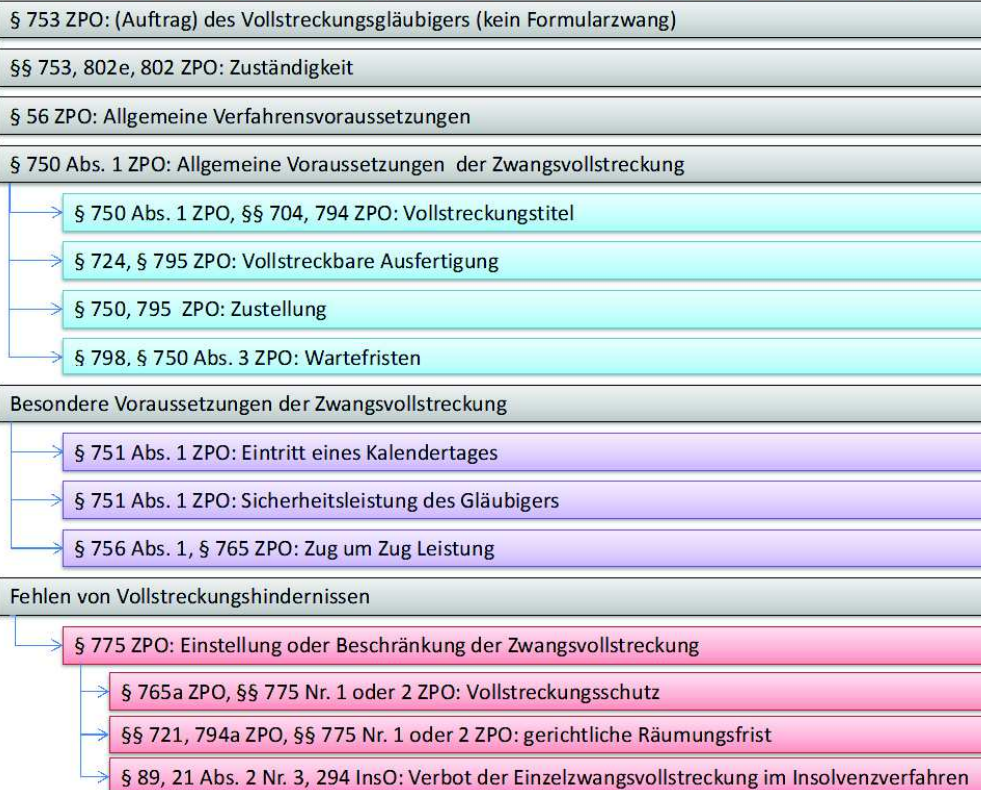 § 753 ZPO: (Auftrag) des Vollstreckungsgläubigers (kein Formularzwang)
§§ 753, 802e, 802 ZPO: Zuständigkeit
§ 56 ZPO: Allgemeine Verfahrensvoraussetzungen
§ 750 Abs. 1 ZPO: Allgemeine Voraussetzungen der Zwangsvollstreckung
§ 750 Abs. 1 ZPO, §§ 704, 794 ZPO: Vollstreckungstitel
§ 724, § 795 ZPO: Vollstreckbare Ausfertigung
§ 750, 795 ZPO: Zustellung
§ 798, § 750 Abs. 3 ZPO: Wartefristen
Besondere Voraussetzungen der Zwangsvollstreckung
§ 751 Abs. 1 ZPO: Eintritt eines Kalendertages
§ 751 Abs. 1 ZPO: Sicherheitsleistung des Gläubigers
§ 756 Abs. 1, § 765 ZPO: Zug um Zug Leistung
Fehlen von Vollstreckungshindernissen
§ 775 ZPO: Einstellung oder Beschränkung der Zwangsvollstreckung
§ 765a ZPO, §§ 775 Nr. 1 oder 2 ZPO: Vollstreckungsschutz
§§ 721, 794a ZPO, §§ 775 Nr. 1 oder 2 ZPO: gerichtliche Räumungsfrist
§ 89, 21 Abs. 2 Nr. 3, 294 InsO: Verbot der Einzelzwangsvollstreckung im Insolvenzverfahren